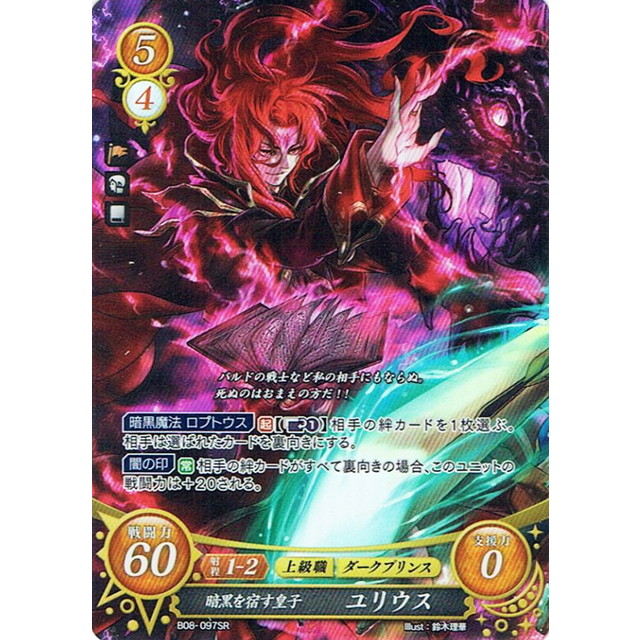 5
4
バルドの戦士など私の相手にもならぬ。
死ぬのはおまえの方だ!!
暗黒魔法 ロプトウス 起 【 1】相手の絆カードを1枚選ぶ。
相手は選ばれたカードを裏向きにする。
闇の印 常 相手の絆カードがすべて裏向きの場合、このユニットの
戦闘力は+20される。
戦闘力
60
射程 1-2
上級職
ダークプリンス
支援力
0
暗黒を宿す皇子 ユリウス
B08-097SR
Illust:鈴木理華